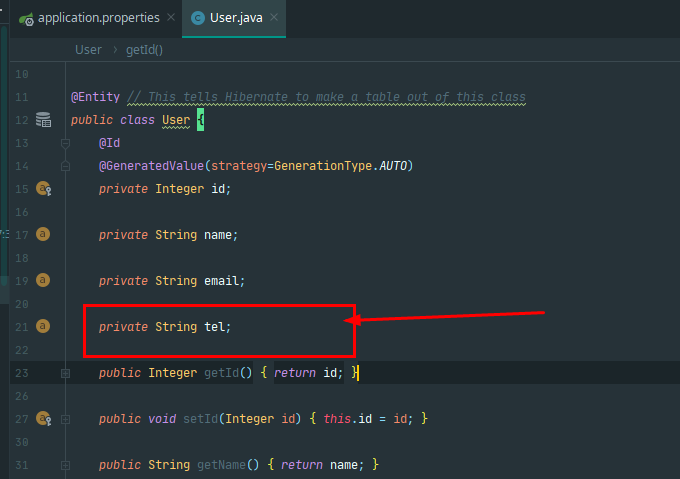 application.properties × User.java ×
User > getId()
10
11 @Entity // This tells Hibernate to make a table out of this class
12 public class User {
13 @Id
14 @GeneratedValue(strategy=GenerationType.AUTO)
15 private Integer id;
16
17 private String name;
18
19 private String email;
20
21 private String tel;
22
23 public Integer getId() { return id; }
26
27 public void setId(Integer id) { this.id = id; }
30
31 public String getName() { return name; }